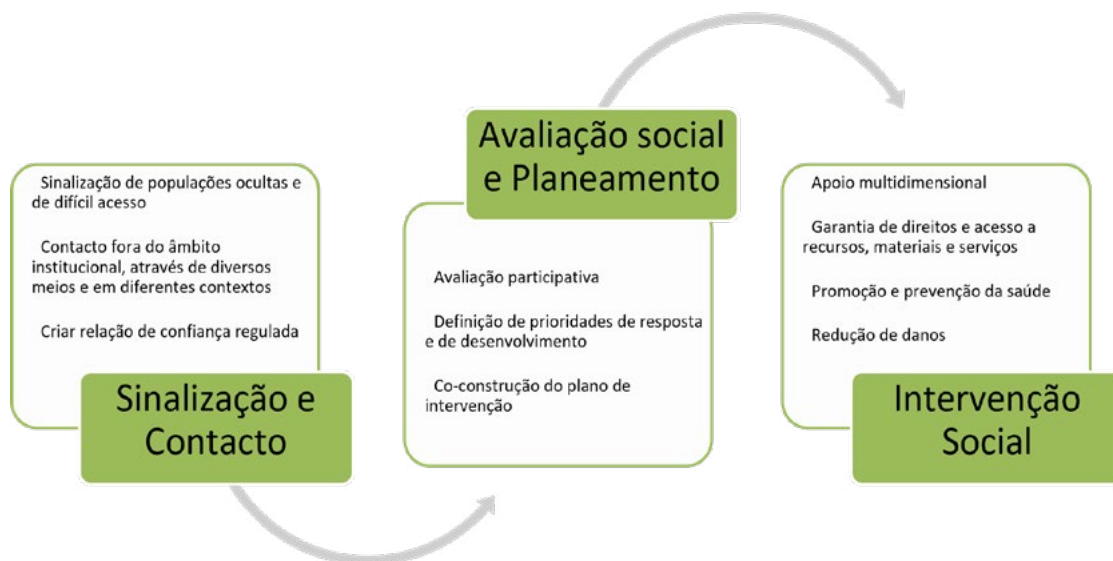 Sinalização de populações ocultas e
de difícil acesso
Contacto fora do âmbito
institucional, através de diversos
meios e em diferentes contextos
Criar relação de confiança regulada
Sinalização e
Contacto
Avaliação social
e Planeamento
Avaliação participativa
Definição de prioridades de resposta
e de desenvolvimento
Co-construção do plano de
intervenção
Apoio multidimensional
Garantia de direitos e acesso a
recursos, materiais e serviços
Promoção e prevenção da saúde
Redução de danos
Intervenção
Social